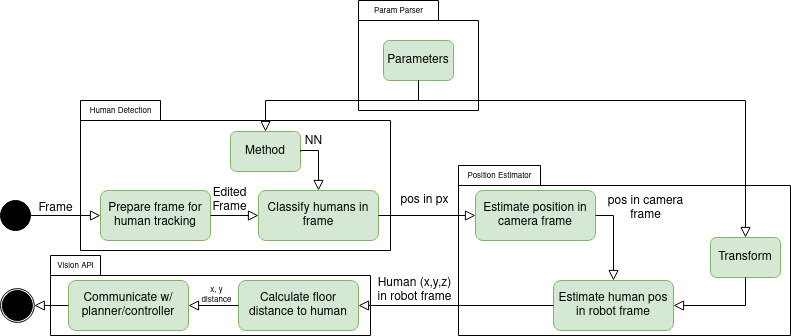 Param Parser
Parameters
Human Detection
Method
NN
Frame
Prepare frame for
human tracking
Edited
Frame
Classify humans in
frame
pos in px
Position Estimator
Estimate position in
camera frame
pos in camera
frame
Transform
Estimate human pos
in robot frame
Human (x,y,z)
in robot frame
Vision API
Calculate floor
distance to human
x, y
distance
Communicate w/
planner/controller